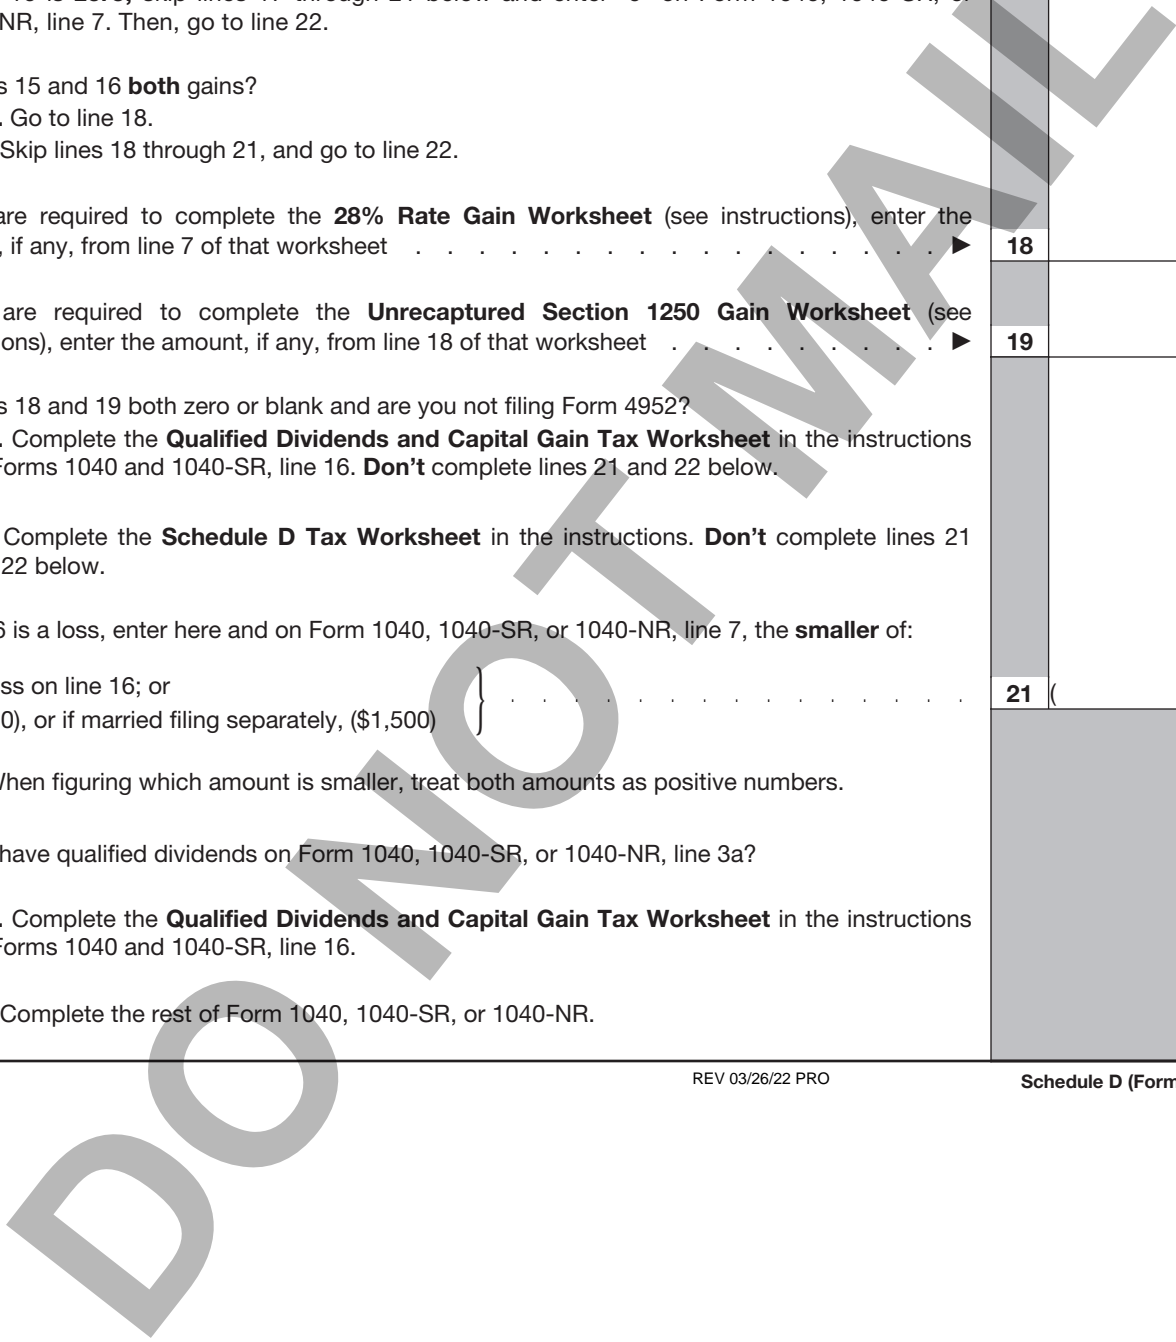 NR, line 7. Then, go to line 22.
s 15 and 16 both gains?
. Go to line 18.
Skip lines 18 through 21, and go to line 22.
are required to complete the 28% Rate Gain Worksheet (see instructions), enter the
, if any, from line 7 of that worksheet . . . . . . . . . . . . . . . . . ▶ 18
are required to complete the Unrecaptured Section 1250 Gain Worksheet (see
ons), enter the amount, if any, from line 18 of that worksheet . . . . . . . . . ▶ 19
s 18 and 19 both zero or blank and are you not filing Form 4952?
. Complete the Qualified Dividends and Capital Gain Tax Worksheet in the instructions
Forms 1040 and 1040-SR, line 16. Don't complete lines 21 and 22 below.
Complete the Schedule D Tax Worksheet in the instructions. Don't complete lines 21
22 below.
6 is a loss, enter here and on Form 1040, 1040-SR, or 1040-NR, line 7, the smaller of:
ss on line 16; or
0), or if married filing separately, ($1,500) } . . . . . . . . . . . . . . . 21 (
When figuring which amount is smaller, treat both amounts as positive numbers.
have qualified dividends on Form 1040, 1040-SR, or 1040-NR, line 3a?
. Complete the Qualified Dividends and Capital Gain Tax Worksheet in the instructions
Forms 1040 and 1040-SR, line 16.
Complete the rest of Form 1040, 1040-SR, or 1040-NR.
REV 03/26/22 PRO Schedule D (Form
DO NOT MAIL